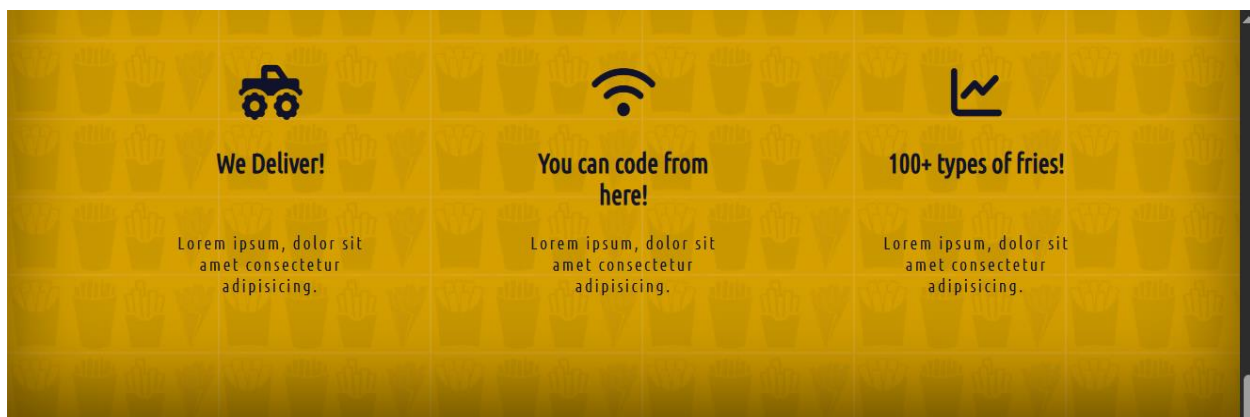 We Deliver!
Lorem ipsum, dolor sit
amet consectetur
adipisicing.
You can code from
here!
Lorem ipsum, dolor sit
amet consectetur
adipisicing.
100+ types of fries!
Lorem ipsum, dolor sit
amet consectetur
adipisicing.